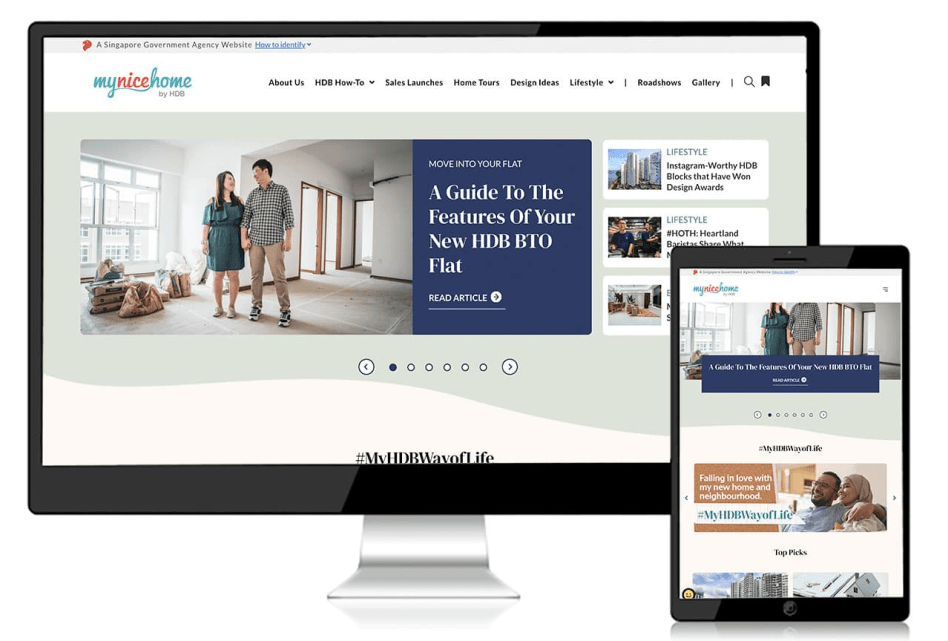 A Singapore Government Agency Website How to identify
mynicehome
by HDB
About Us HDB How-To Sales Launches Home Tours Design Ideas Lifestyle | Roadshows Gallery |
MOVE INTO YOUR FLAT
A Guide To The
Features Of Your
New HDB BTO
Flat
READ ARTICLE
LIFESTYLE
Instagram-Worthy HDB
Blocks that Have Won
Design Awards
LIFESTYLE
#HOTH: Heartland
Baristas Share What
#MyHDBWayofLife
A Singapore Government Agency Website How to identify
mynicehome
by HDB
A Guide To The Features Of Your New HDB BTO Flat
READ ARTICLE
#MyHDBWayofLife
Falling in love with
my new home and
neighbourhood.
#MyHDBWayofLife
Top Picks